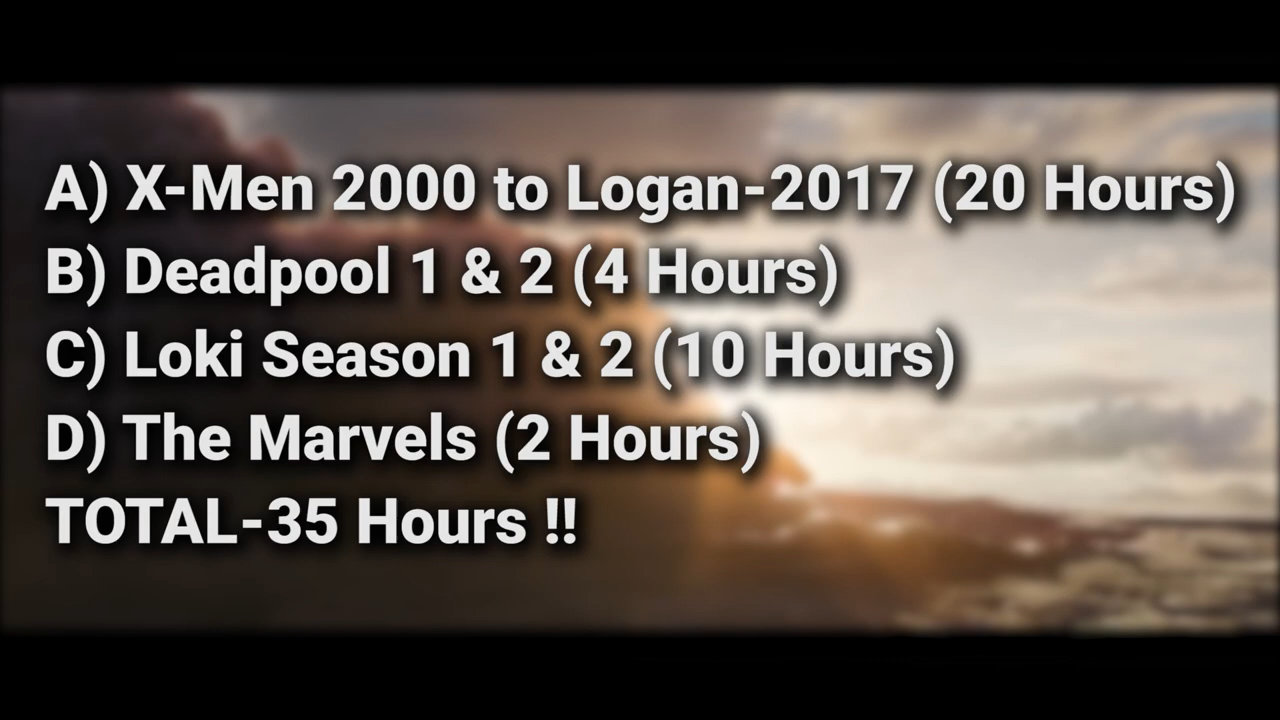 A) X-Men 2000 to Logan-2017 (20 Hours)
B) Deadpool 1 & 2 (4 Hours)
C) Loki Season 1 & 2 (10 Hours)
D) The Marvels (2 Hours)
TOTAL-35 Hours !!